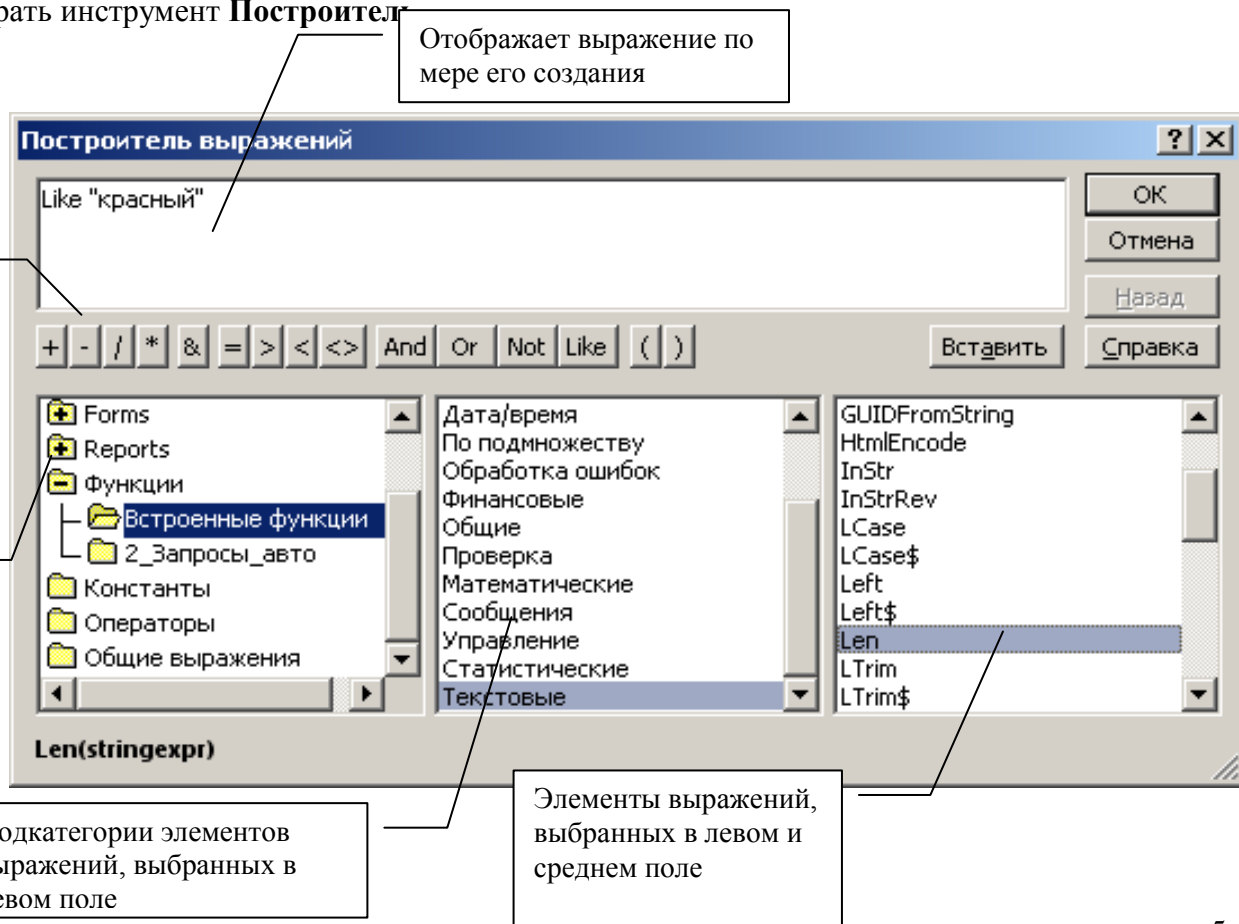 рать инструмент Построитель
Отображает выражение по
мере его создания
Построитель выражений
? X
Like "красный"
ОК
Отмена
Назад
+ - / * & = > < <> And Or Not Like ( ) Вставить Справка
Forms
Reports
Функции
Встроенные функции
2_Запросы_авто
Константы
Операторы
Общие выражения
Дата/время
По подмножеству
Обработка ошибок
Финансовые
Общие
Проверка
Математические
Сообщения
Управление
Статистические
Текстовые
GUIDFromString
HtmlEncode
InStr
InStrRev
LCase
LCase$
Left
Left$
Len
LTrim
LTrim$
Len(stringexpr)
одкатегории элементов
ыражений, выбранных в
евом поле
Элементы выражений,
выбранных в левом и
среднем поле